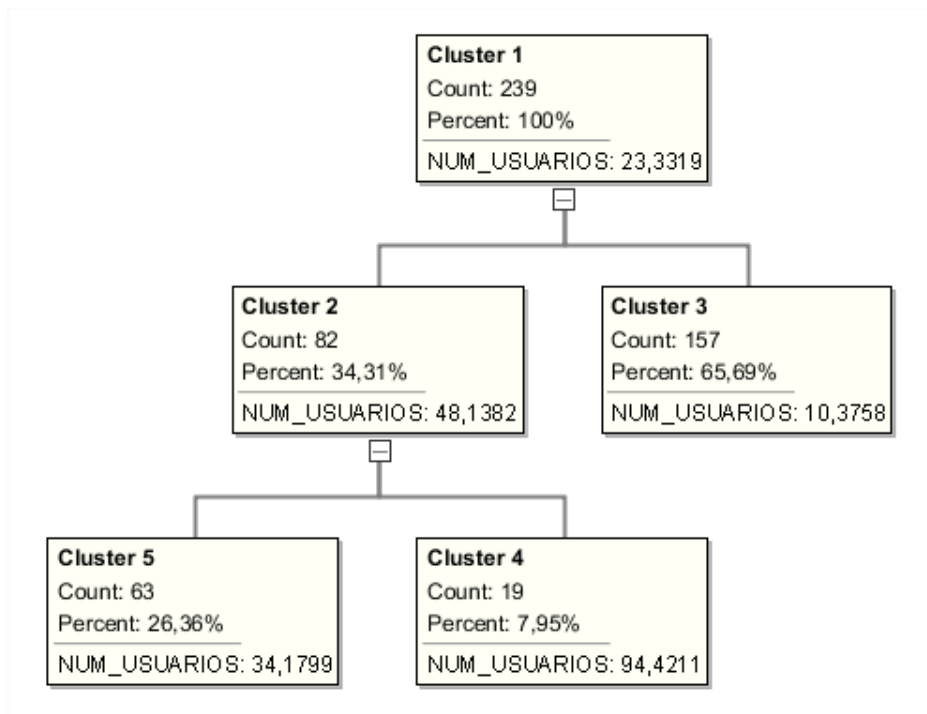 Cluster 1
Count: 239
Percent: 100%
NUM_USUARIOS: 23,3319
Cluster 2
Count: 82
Percent: 34,31%
NUM_USUARIOS: 48,1382
Cluster 3
Count: 157
Percent: 65,69%
NUM_USUARIOS: 10,3758
Cluster 5
Count: 63
Percent: 26,36%
NUM_USUARIOS: 34,1799
Cluster 4
Count: 19
Percent: 7,95%
NUM_USUARIOS: 94,4211